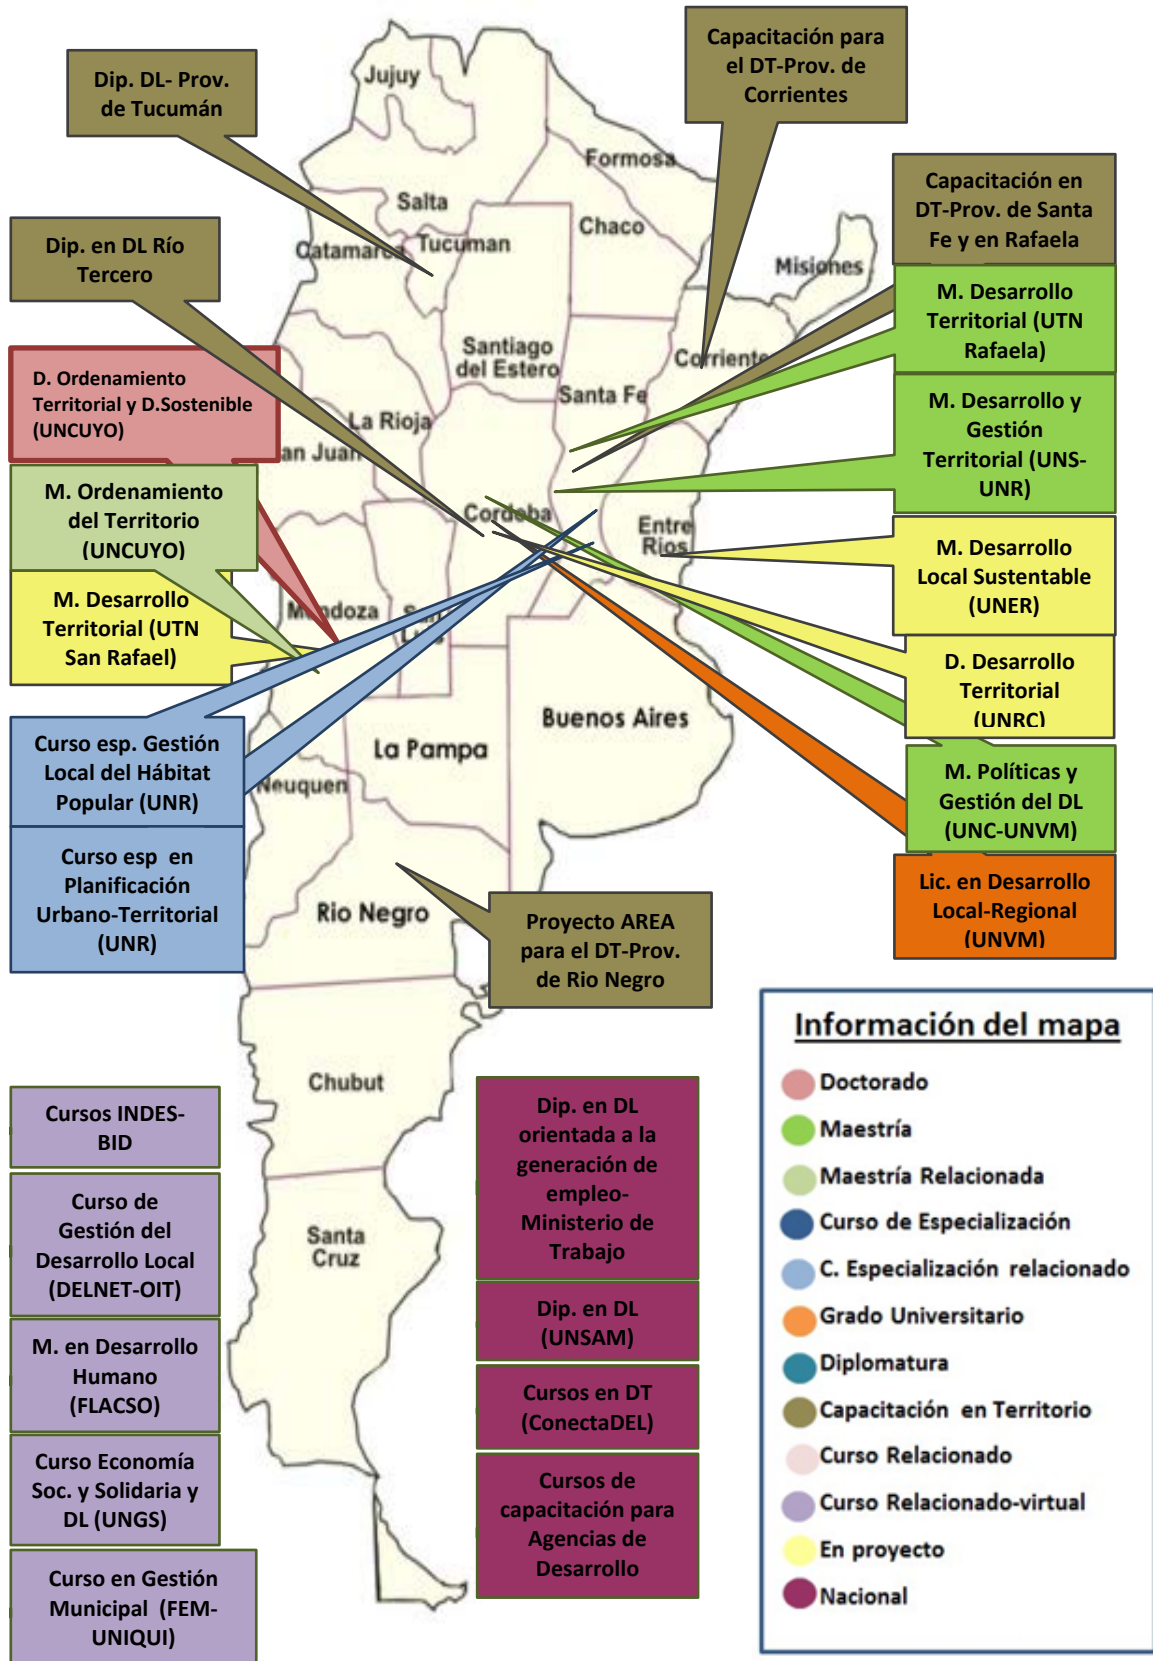 Capacitación para
el DT-Prov. de
Corrientes
Dip. DL- Prov.
de Tucumán
Jujuy
Formosa
Salta
Chaco
Catamarca
Tucuman
Misiones
Capacitación en
DT-Prov. de Santa
Fe y en Rafaela
Dip. en DL Río
Tercero
M. Desarrollo
Territorial (UTN
Rafaela)
Santiago
del Estero
Corriente
Santa Fe
La Rioja
an Juan
D. Ordenamiento
Territorial y D.Sostenible
(UNCUYO)
M. Desarrollo y
Gestión
Territorial (UNS-
UNR)
M. Ordenamiento
del Territorio
(UNCUYO)
Cordoba
Entre
Rios
M. Desarrollo
Local Sustentable
(UNER)
M. Desarrollo
Territorial (UTN
San Rafael)
Mendoza
San
Luis
D. Desarrollo
Territorial
(UNRC)
Buenos Aires
La Pampa
Neuquen
Curso esp. Gestión
Local del Hábitat
Popular (UNR)
M. Políticas y
Gestión del DL
(UNC-UNVM)
Curso esp en
Planificación
Urbano-Territorial
(UNR)
Lic. en Desarrollo
Local-Regional
(UNVM)
Rio Negro
Proyecto AREA
para el DT-Prov.
de Rio Negro
Chubut
Santa
Cruz
Cursos INDES-
BID
Curso de
Gestión del
Desarrollo Local
(DELNET-OIT)
M. en Desarrollo
Humano
(FLACSO)
Curso Economía
Soc. y Solidaria y
DL (UNGS)
Curso en Gestión
Municipal (FEM-
UNIQUI)
Dip. en DL
orientada a la
generación de
empleo-
Ministerio de
Trabajo
Dip. en DL
(UNSAM)
Cursos en DT
(ConectaDEL)
Cursos de
capacitación para
Agencias de
Desarrollo
Información del mapa
Doctorado
Maestría
Maestría Relacionada
Curso de Especialización
C. Especialización relacionado
Grado Universitario
Diplomatura
Capacitación en Territorio
Curso Relacionado
Curso Relacionado-virtual
En proyecto
Nacional